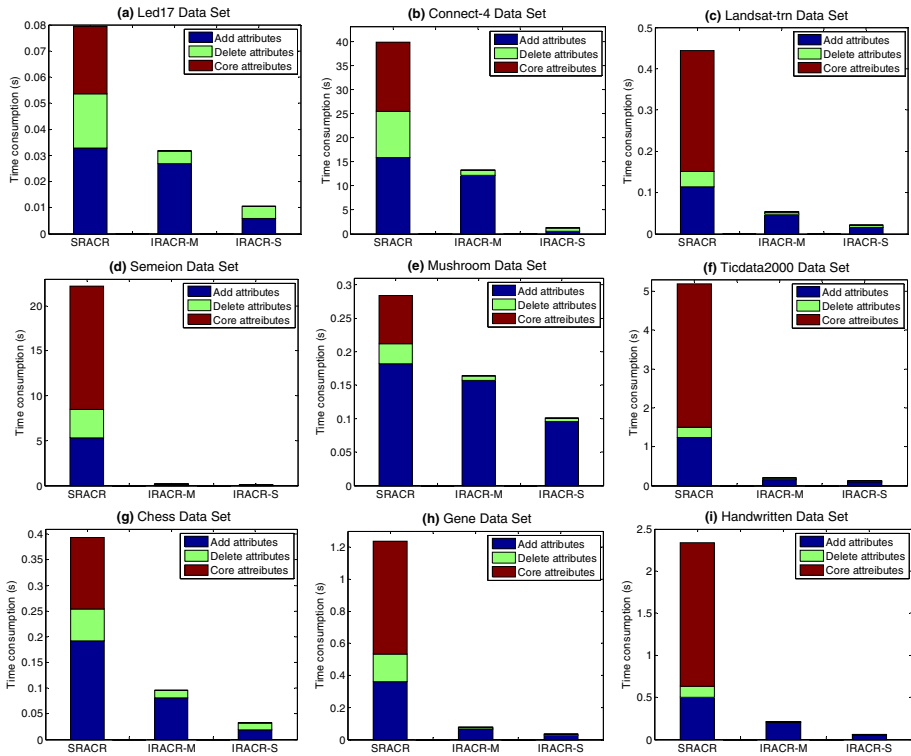 (a) Led17 Data Set
Time consumption (s)
0.08
0.07
0.06
0.05
0.04
0.03
0.02
0.01
0
Add attributes
Delete attributes
Core attreibutes
SRACR IRACR-M IRACR-S
(b) Connect-4 Data Set
Time consumption (s)
40
35
30
25
20
15
10
5
0
Add attributes
Delete attributes
Core attreibutes
SRACR IRACR-M IRACR-S
(c) Landsat-trn Data Set
Time consumption (s)
0.5
0.4
0.3
0.2
0.1
0
Add attributes
Delete attributes
Core attreibutes
SRACR IRACR-M IRACR-S
(d) Semeion Data Set
Time consumption (s)
20
15
10
5
0
Add attributes
Delete attributes
Core attreibutes
SRACR IRACR-M IRACR-S
(e) Mushroom Data Set
Time consumption (s)
0.3
0.25
0.2
0.15
0.1
0.05
0
Add attributes
Delete attributes
Core attreibutes
SRACR IRACR-M IRACR-S
(f) Ticdata2000 Data Set
Time consumption (s)
5
4
3
2
1
0
Add attributes
Delete attributes
Core attreibutes
SRACR IRACR-M IRACR-S
(g) Chess Data Set
Time consumption (s)
0.4
0.35
0.3
0.25
0.2
0.15
0.1
0.05
0
Add attributes
Delete attributes
Core attreibutes
SRACR IRACR-M IRACR-S
(h) Gene Data Set
Time consumption (s)
1.2
1
0.8
0.6
0.4
0.2
0
Add attributes
Delete attributes
Core attreibutes
SRACR IRACR-M IRACR-S
(i) Handwritten Data Set
Time consumption (s)
2.5
2
1.5
1
0.5
0
Add attributes
Delete attributes
Core attreibutes
SRACR IRACR-M IRACR-S